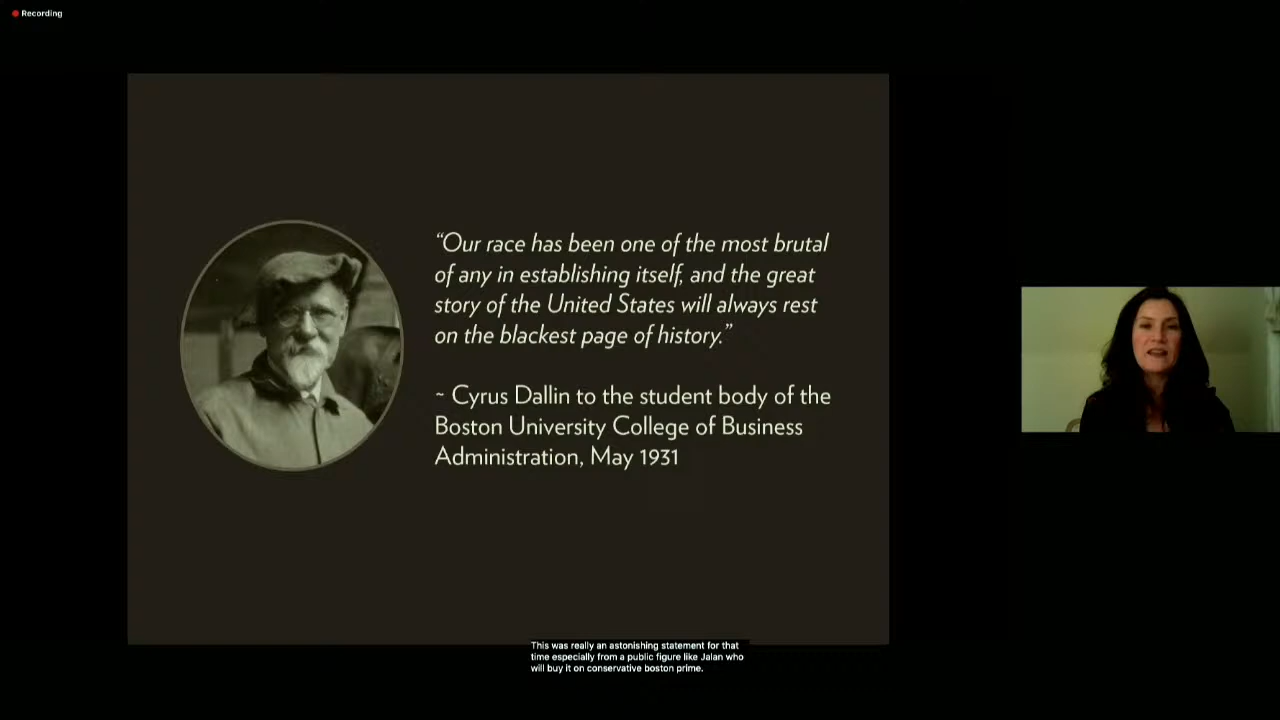 Recording
“Our race has been one of the most brutal
of any in establishing itself, and the great
story of the United States will always rest
on the blackest page of history.”
~ Cyrus Dallin to the student body of the
Boston University College of Business
Administration, May 1931
This was really an astonishing statement for that
time especially from a public figure like Jalan who
will buy it on conservative boston prime.